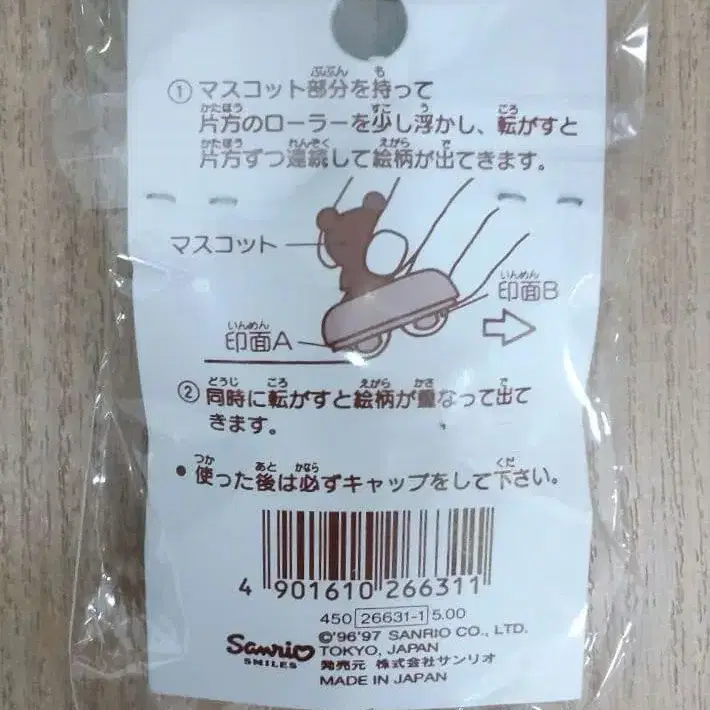 ① マスコット部分を持って
片方のローラーを少し浮かし、転がすと
片方ずつ連続して絵柄が出てきます。
マスコット
印面B
印面A
② 同時に転がすと絵柄が重なって出て
きます。
• 使った後は必ずキャップをして下さい。
4 901610 266311
450 26631-1 5.00
©'96'97 SANRIO CO., LTD.
TOKYO, JAPAN
Sanrio
SMILES
発売元 株式会社サンリオ
MADE IN JAPAN